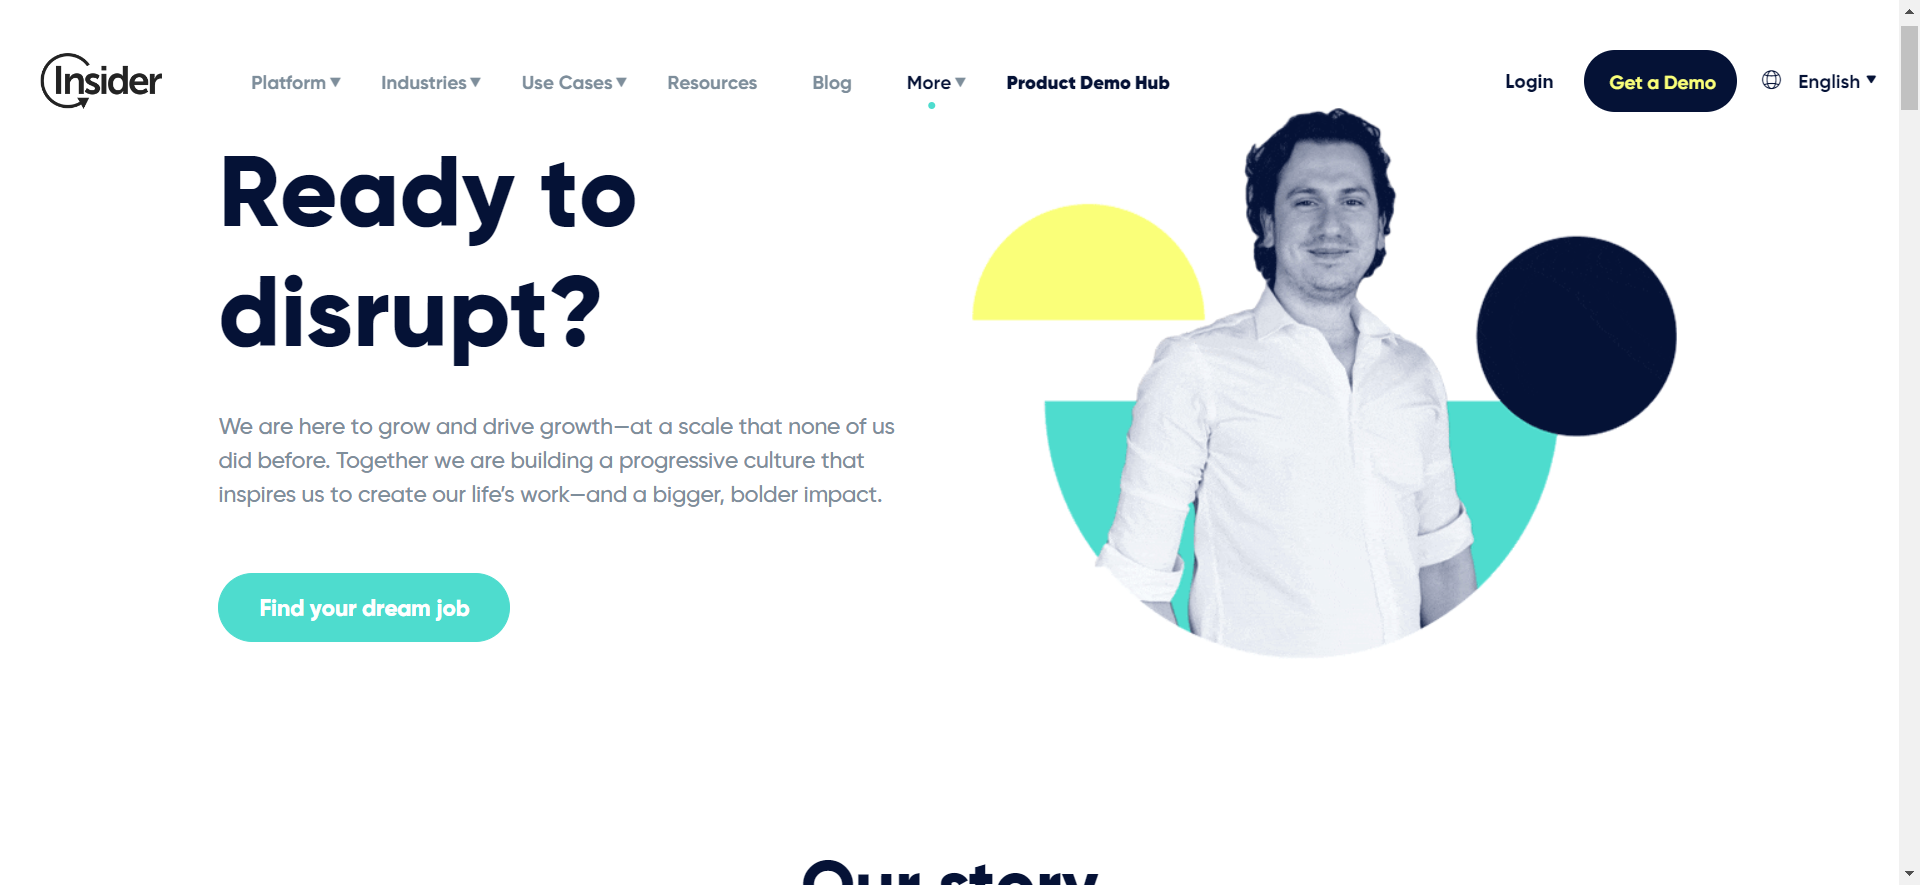 Insider
Platform
Industries
Use Cases
Resources
Blog
More
Product Demo Hub
Login
Get a Demo
English
Ready to
disrupt?
We are here to grow and drive growth—at a scale that none of us
did before. Together we are building a progressive culture that
inspires us to create our life’s work—and a bigger, bolder impact.
Find your dream job
Our story